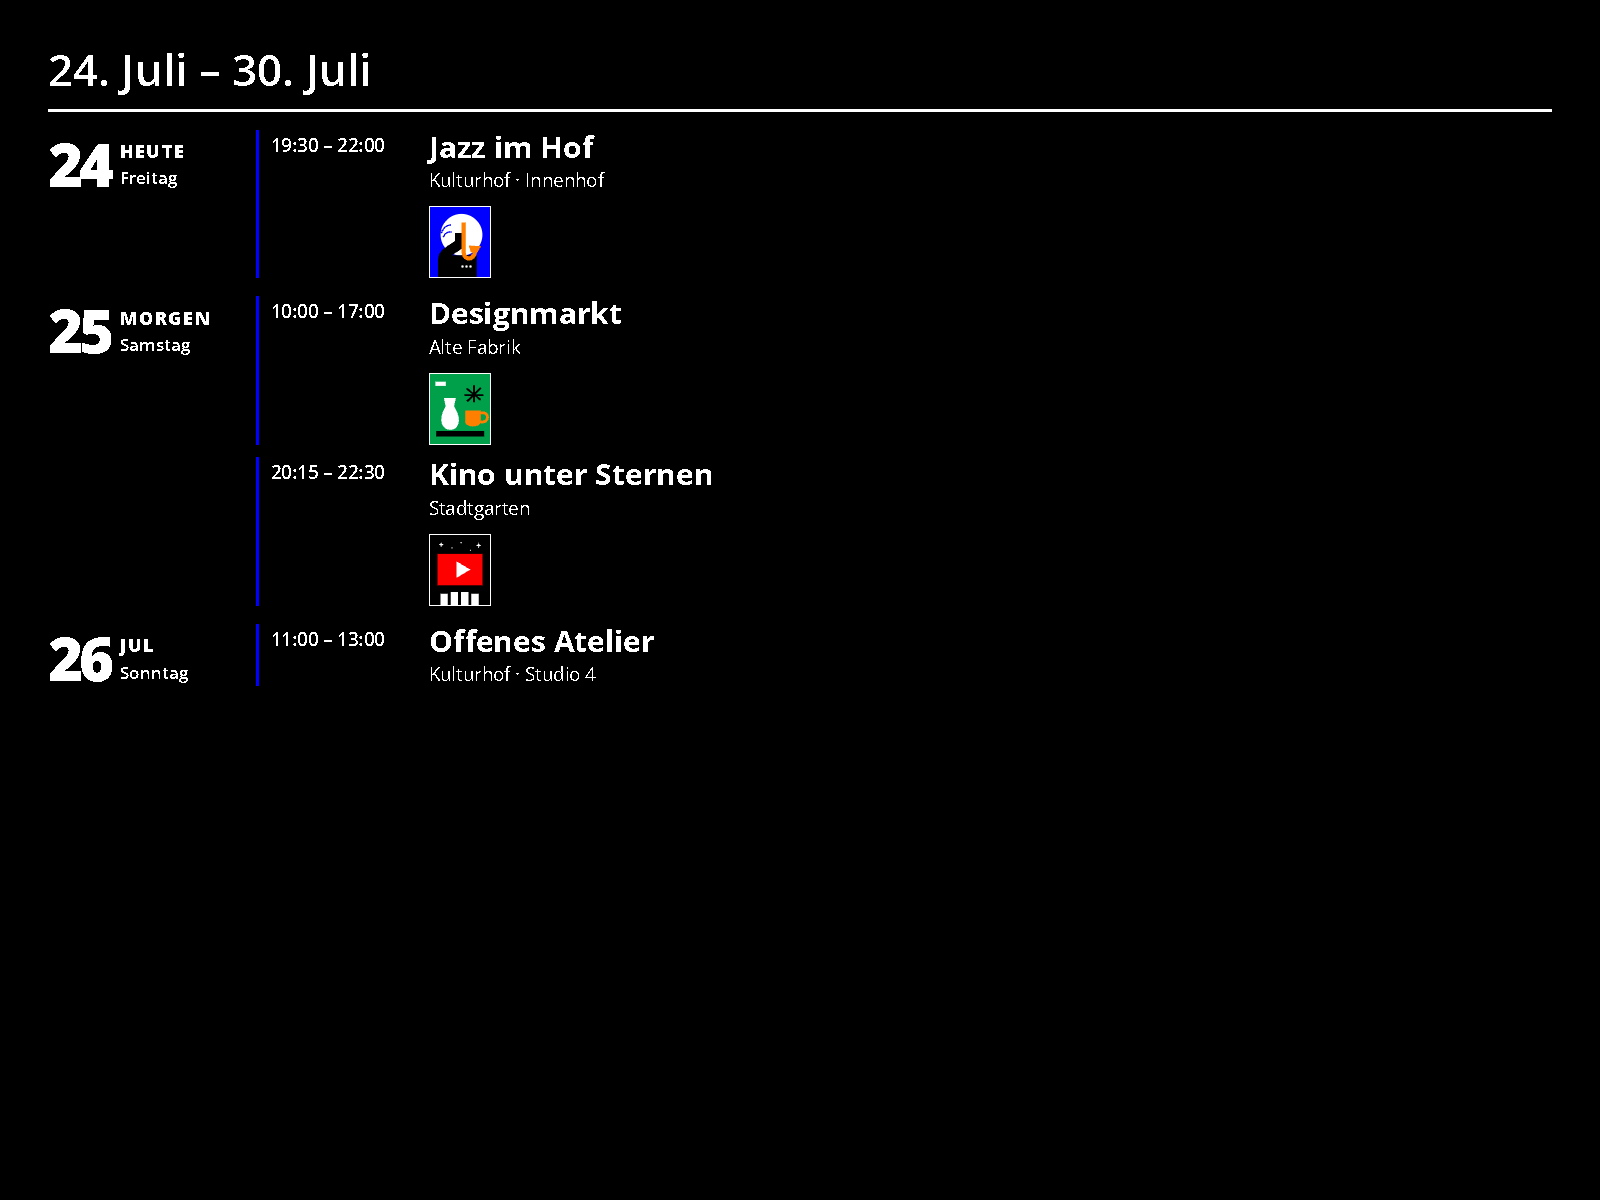 24. Juli – 30. Juli
24 HEUTE
Freitag
19:30 – 22:00
Jazz im Hof
Kulturhof · Innenhof
25 MORGEN
Samstag
10:00 – 17:00
Designmarkt
Alte Fabrik
20:15 – 22:30
Kino unter Sternen
Stadtgarten
26 JUL
Sonntag
11:00 – 13:00
Offenes Atelier
Kulturhof · Studio 4